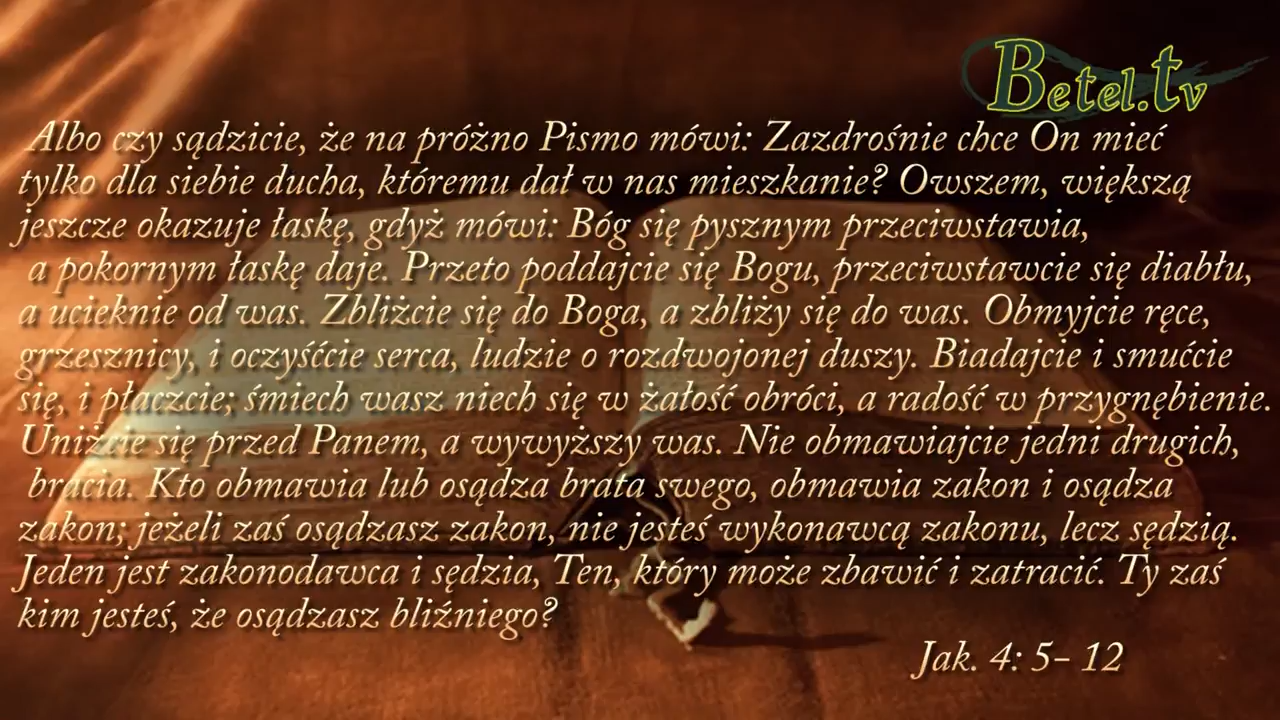 Betel.tv
Albo czy sądzicie, że na próżno Pismo mówi: Zazdrośnie chce On mieć
tylko dla siebie ducha, któremu dał w nas mieszkanie? Owszem, większą
jeszcze okazuje łaskę, gdyż mówi: Bóg się pysznym przeciwstawia,
a pokornym łaskę daje. Przeto poddajcie się Bogu, przeciwstawcie się diabłu,
a ucieknie od was. Zbliżcie się do Boga, a zbliży się do was. Obmyjcie ręce,
grzesznicy, i oczyśćcie serca, ludzie o rozdwojonej duszy. Biadajcie i smućcie
się, i płaczcie; śmiech wasz niech się w żałość obróci, a radość w przygnębienie.
Uniżcie się przed Panem, a wywyższy was. Nie obmawiajcie jedni drugich,
bracia. Kto obmawia lub osądza brata swego, obmawia zakon i osądza
zakon; jeżeli zaś osądzasz zakon, nie jesteś wykonawcą zakonu, lecz sędzią.
Jeden jest zakonodawca i sędzia, Ten, który może zbawić i zatracić. Ty zaś
kim jesteś, że osądzasz bliźniego?
Jak. 4: 5- 12